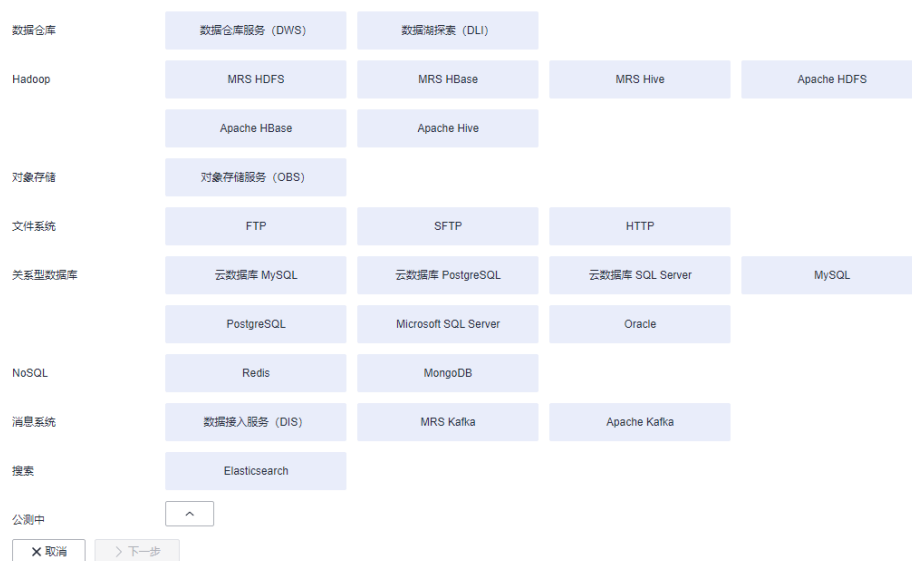 数据仓库 数据仓库服务（DWS） 数据湖探索（DLI）
Hadoop MRS HDFS MRS HBase MRS Hive Apache HDFS
Apache HBase Apache Hive
对象存储 对象存储服务（OBS）
文件系统 FTP SFTP HTTP
关系型数据库 云数据库 MySQL 云数据库 PostgreSQL 云数据库 SQL Server MySQL
PostgreSQL Microsoft SQL Server Oracle
NoSQL Redis MongoDB
消息系统 数据接入服务（DIS） MRS Kafka Apache Kafka
搜索 Elasticsearch
公测中
取消 下一步